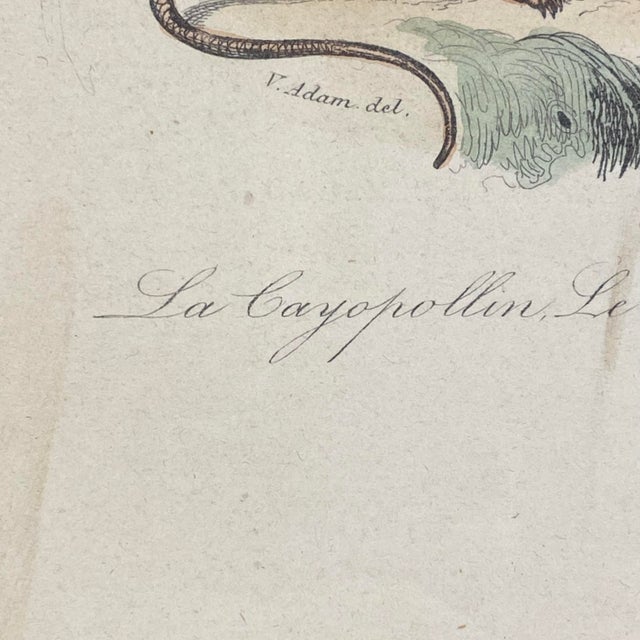 V. Adam. del.
La Cayopollin, Le